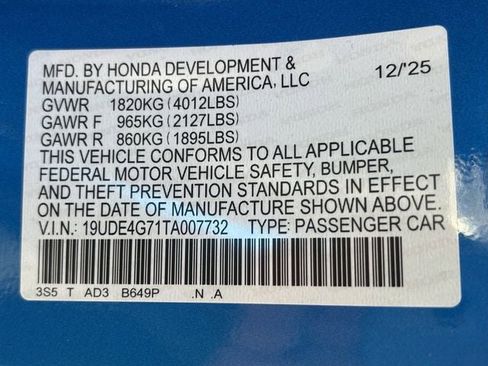 MFD. BY HONDA DEVELOPMENT & 12/'25
MANUFACTURING OF AMERICA, LLC
GVWR 1820KG(4012LBS)
GAWR F 965KG(2127LBS)
GAWR R 860KG(1895LBS)
THIS VEHICLE CONFORMS TO ALL APPLICABLE
FEDERAL MOTOR VEHICLE SAFETY, BUMPER,
AND THEFT PREVENTION STANDARDS IN EFFECT
ON THE DATE OF MANUFACTURE SHOWN ABOVE.
V.I.N.: 19UDE4G71TA007732 TYPE: PASSENGER CAR
3S5 T AD3 B649P .N .A